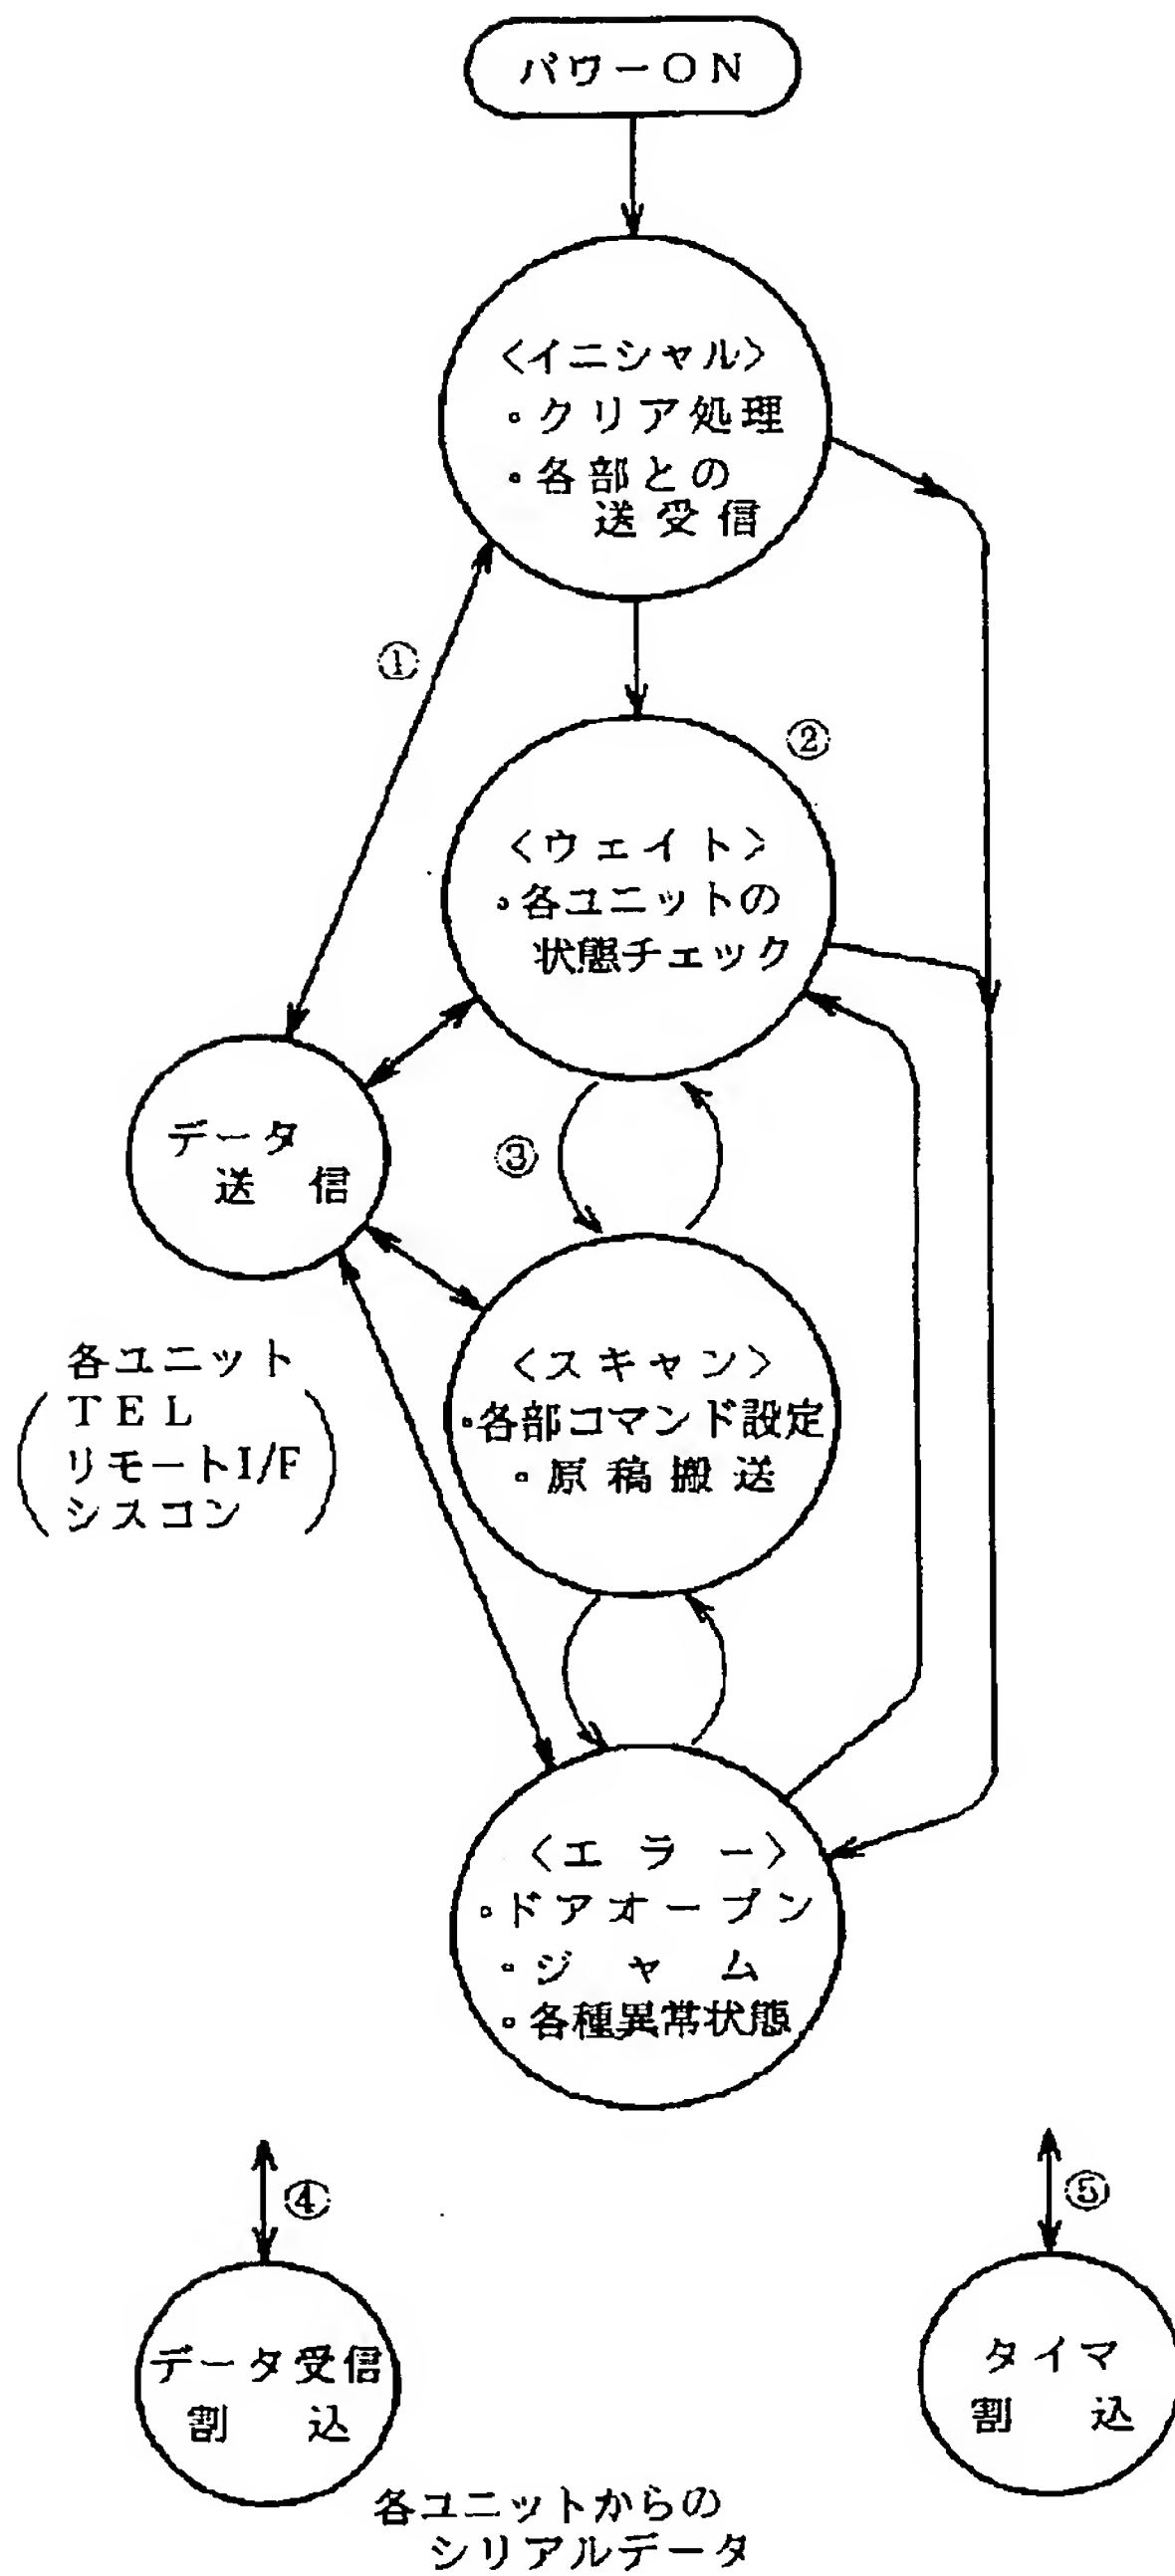 パワーON
<イニシャル>
・クリア処理
・各部との
送受信
①
②
<ウェイト>
・各ユニットの
状態チェック
データ
送信
③
各ユニット
TEL
リモートI/F
シスコン
<スキャン>
・各部コマンド設定
・原稿搬送
<エラー>
・ドアオープン
・ジャム
・各種異常状態
④
⑤
データ受信
割込
タイマ
割込
各ユニットからの
シリアルデータ